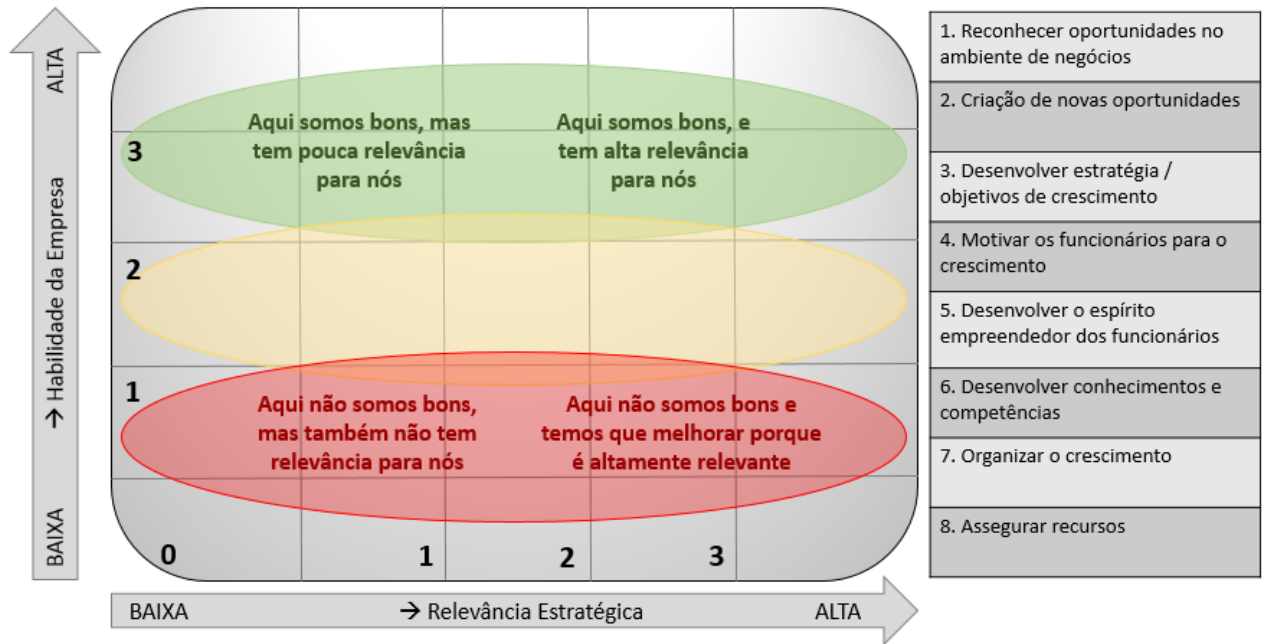 ALTA
→ Habilidade da Empresa
BAIXA
3
2
1
Aqui somos bons, mas
tem pouca relevância
para nós
Aqui somos bons, e
tem alta relevância
para nós
Aqui não somos bons,
mas também não tem
relevância para nós
Aqui não somos bons e
temos que melhorar porque
é altamente relevante
0
1
2
3
BAIXA
→ Relevância Estratégica
ALTA
1. Reconhecer oportunidades no
ambiente de negócios
2. Criação de novas oportunidades
3. Desenvolver estratégia /
objetivos de crescimento
4. Motivar os funcionários para o
crescimento
5. Desenvolver o espírito
empreendedor dos funcionários
6. Desenvolver conhecimentos e
competências
7. Organizar o crescimento
8. Assegurar recursos